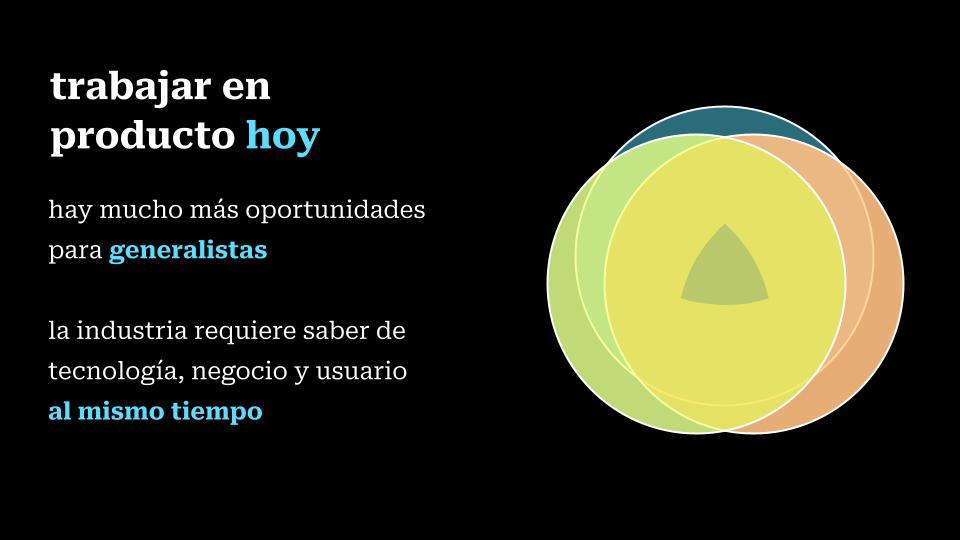 trabajar en
producto hoy
hay mucho más oportunidades
para generalistas
la industria requiere saber de
tecnología, negocio y usuario
al mismo tiempo